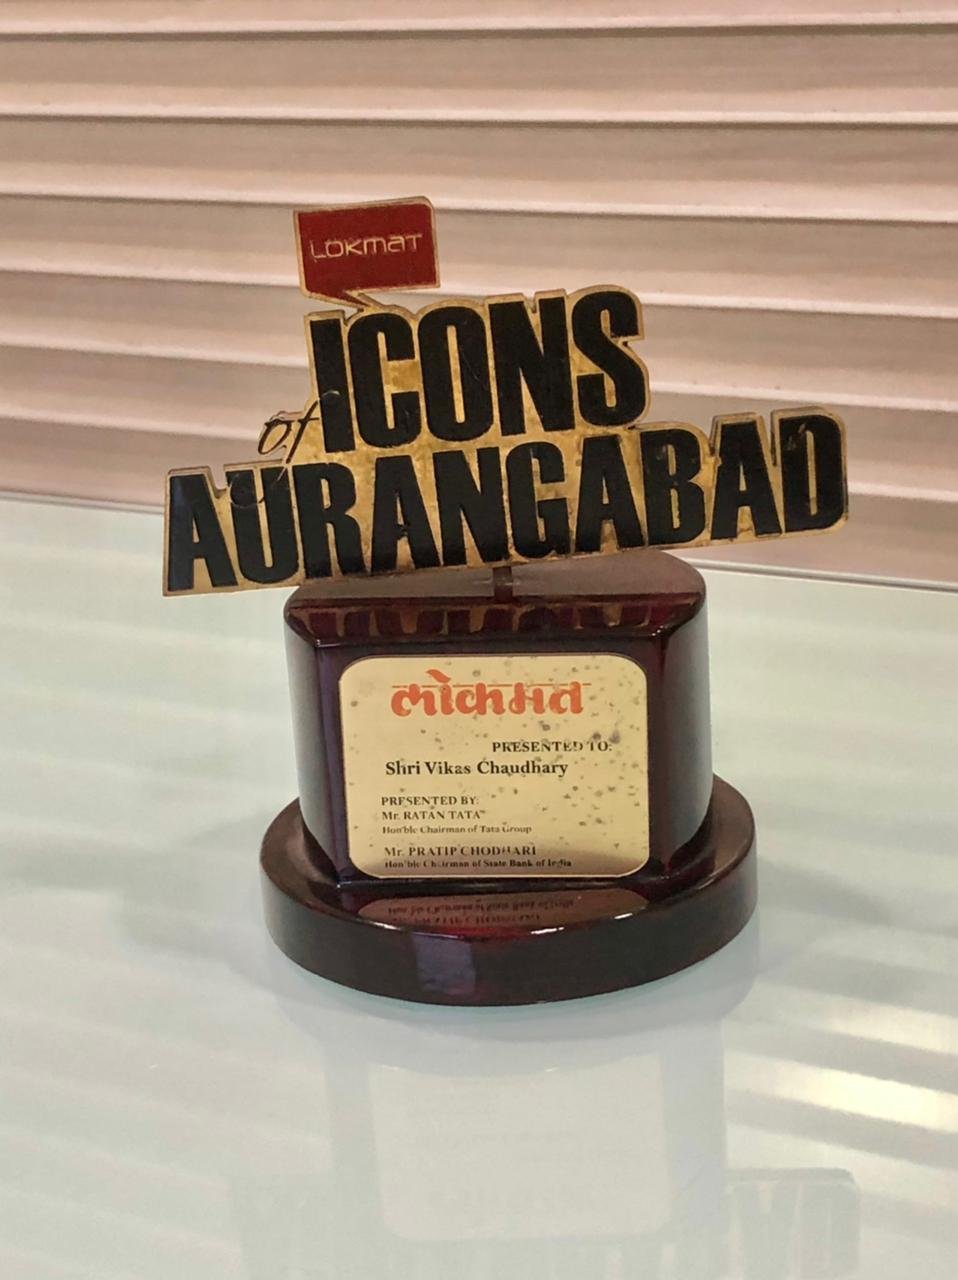 LOKMAT
ICONS
of
AURANGABAD
लोकमत
PRESENTED TO:
Shri Vikas Chaudhary
PRESENTED BY:
Mr. RATAN TATA
Hon'ble Chairman of Tata Group
Mr. PRATIP CHODHARI
Hon'ble Chairman of State Bank of India